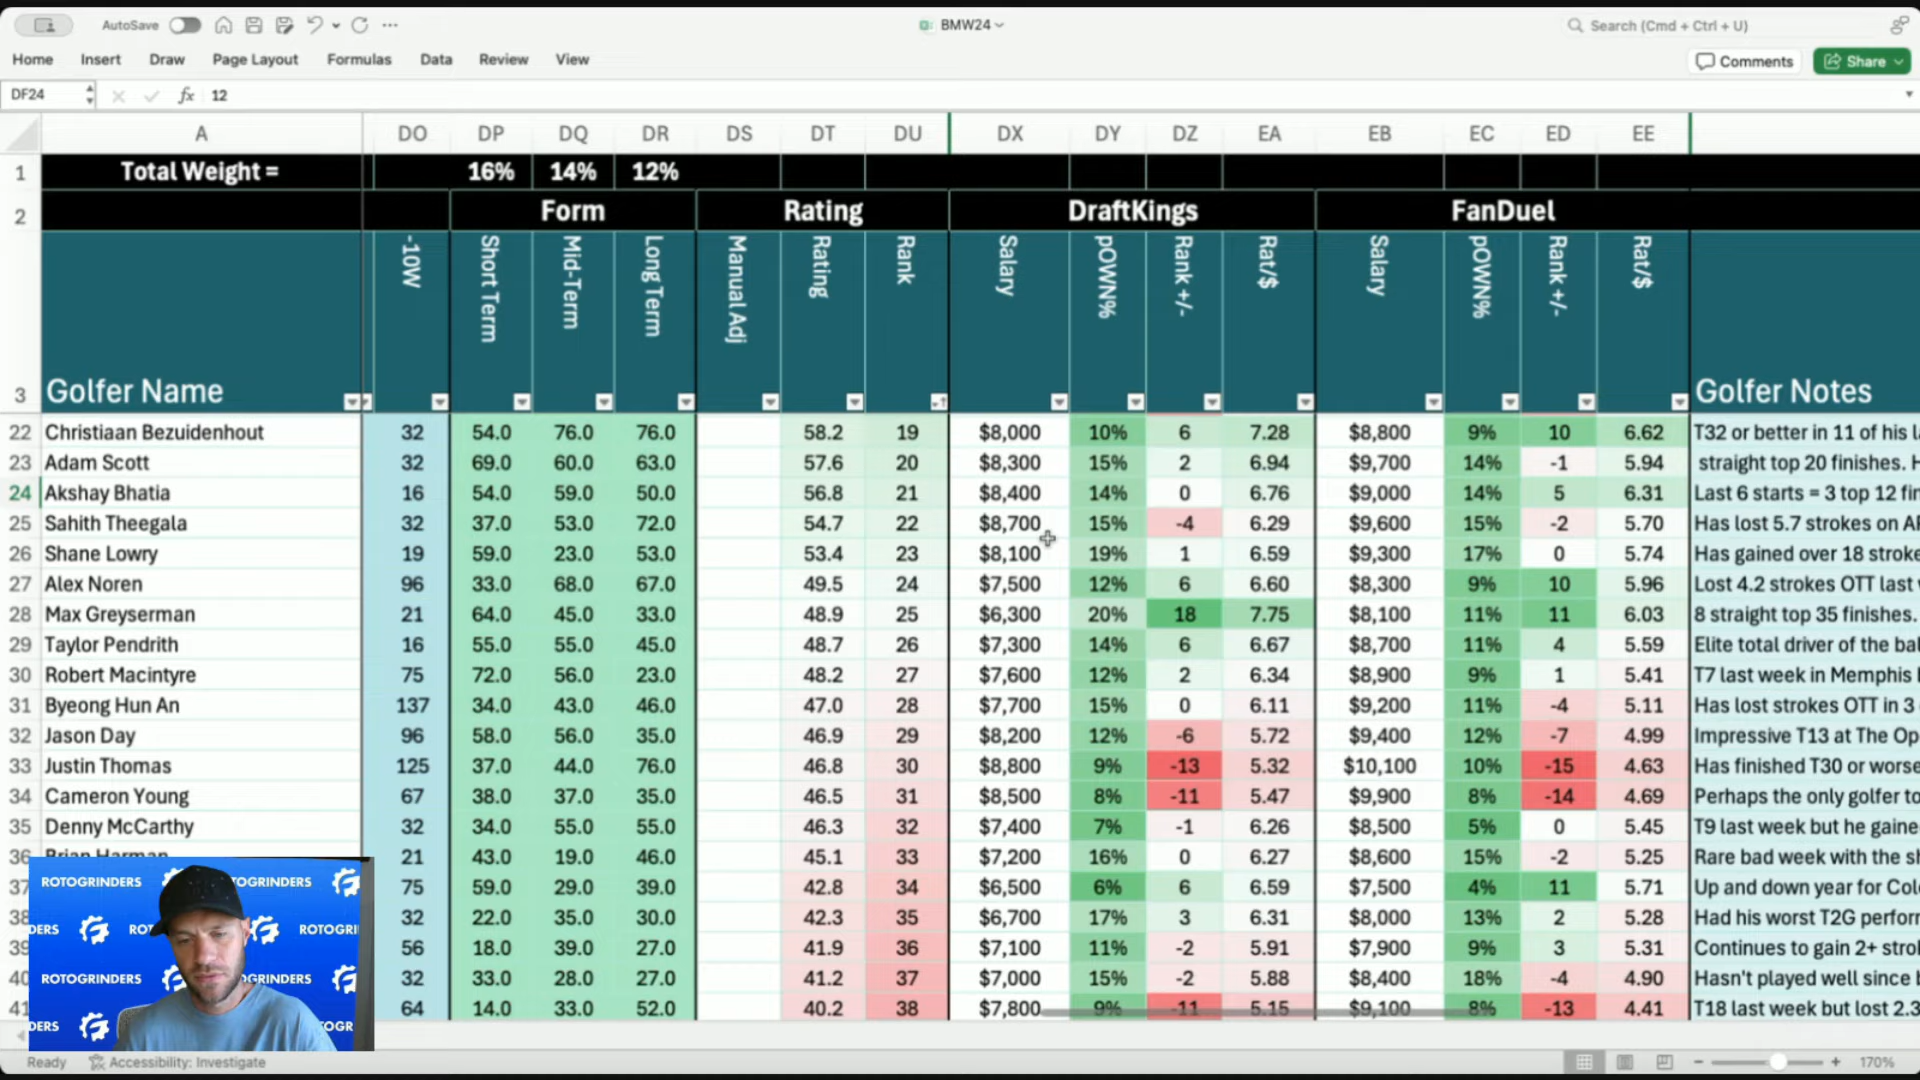 AutoSave
BMW24
Search (Cmd + Ctrl + U)
Home Insert Draw Page Layout Formulas Data Review View
Comments Share
DF24 fx 12
A DO DP DQ DR DS DT DU DX DY DZ EA EB EC ED EE
1 Total Weight = 16% 14% 12%
2 Form Rating DraftKings FanDuel
3 Golfer Name -10W Short Term Mid-Term Long Term Manual Adj Rating Rank Salary pOWN% Rank +/- Rat/$ Salary pOWN% Rank +/- Rat/$ Golfer Notes
22 Christiaan Bezuidenhout 32 54.0 76.0 76.0 58.2 19 $8,000 10% 6 7.28 $8,800 9% 10 6.62 T32 or better in 11 of his l
23 Adam Scott 32 69.0 60.0 63.0 57.6 20 $8,300 15% 2 6.94 $9,700 14% -1 5.94 straight top 20 finishes. H
24 Akshay Bhatia 16 54.0 59.0 50.0 56.8 21 $8,400 14% 0 6.76 $9,000 14% 5 6.31 Last 6 starts = 3 top 12 fin
25 Sahith Theegala 32 37.0 53.0 72.0 54.7 22 $8,700 15% -4 6.29 $9,600 15% -2 5.70 Has lost 5.7 strokes on AP
26 Shane Lowry 19 59.0 23.0 53.0 53.4 23 $8,100 19% 1 6.59 $9,300 17% 0 5.74 Has gained over 18 stroke
27 Alex Noren 96 33.0 68.0 67.0 49.5 24 $7,500 12% 6 6.60 $8,300 9% 10 5.96 Lost 4.2 strokes OTT last
28 Max Greyserman 21 64.0 45.0 33.0 48.9 25 $6,300 20% 18 7.75 $8,100 11% 11 6.03 8 straight top 35 finishes.
29 Taylor Pendrith 16 55.0 55.0 45.0 48.7 26 $7,300 14% 6 6.67 $8,700 11% 4 5.59 Elite total driver of the bal
30 Robert Macintyre 75 72.0 56.0 23.0 48.2 27 $7,600 12% 2 6.34 $8,900 9% 1 5.41 T7 last week in Memphis
31 Byeong Hun An 137 34.0 43.0 46.0 47.0 28 $7,700 15% 0 6.11 $9,200 11% -4 5.11 Has lost strokes OTT in 3
32 Jason Day 96 58.0 56.0 35.0 46.9 29 $8,200 12% -6 5.72 $9,400 12% -7 4.99 Impressive T13 at The Op
33 Justin Thomas 125 37.0 44.0 76.0 46.8 30 $8,800 9% -13 5.32 $10,100 10% -15 4.63 Has finished T30 or worse
34 Cameron Young 67 38.0 37.0 35.0 46.5 31 $8,500 8% -11 5.47 $9,900 8% -14 4.69 Perhaps the only golfer to
35 Denny McCarthy 32 34.0 55.0 55.0 46.3 32 $7,400 7% -1 6.26 $8,500 5% 0 5.45 T9 last week but he gaine
36 Brian Harman 21 43.0 19.0 46.0 45.1 33 $7,200 16% 0 6.27 $8,600 15% -2 5.25 Rare bad week with the s
37 75 59.0 29.0 39.0 42.8 34 $6,500 6% 6 6.59 $7,500 4% 11 5.71 Up and down year for Col
38 32 22.0 35.0 30.0 42.3 35 $6,700 17% 3 6.31 $8,000 13% 2 5.28 Had his worst T2G perforr
39 56 18.0 39.0 27.0 41.9 36 $7,100 11% -2 5.91 $7,900 9% 3 5.31 Continues to gain 2+ stro
40 32 33.0 28.0 27.0 41.2 37 $7,000 15% -2 5.88 $8,400 18% -4 4.90 Hasn't played well since b
41 64 14.0 33.0 52.0 40.2 38 $7,800 9% -11 5.15 $9,100 8% -13 4.41 T18 last week but lost 2.3
ROTOGRINDERS OGRINDERS
DERS ROT ROTOGRI
ROTOGRINDERS OGRINDERS
DERS ROTOGR
Ready Accessibility: Investigate 170%